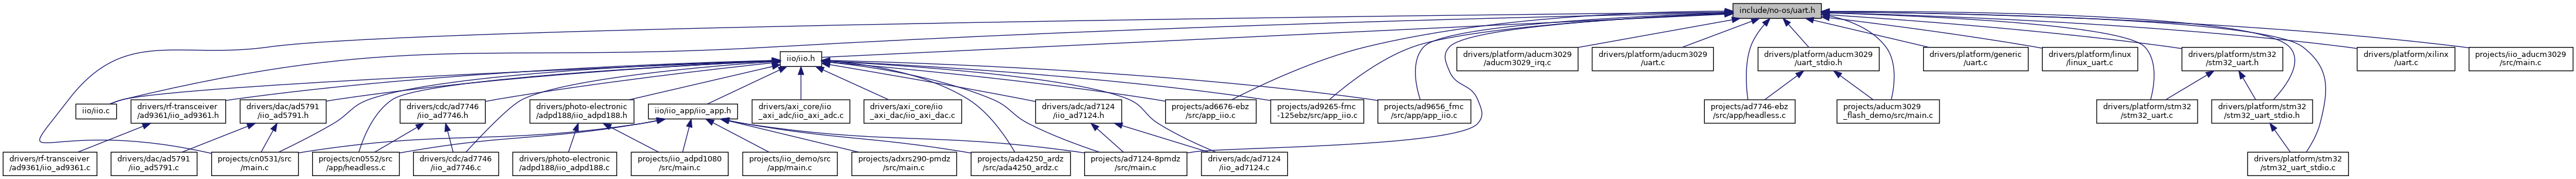 include/no-os/uart.h
iio/iio.h
drivers/platform/aducm3029
/aducm3029_irq.c
drivers/platform/aducm3029
/uart.c
drivers/platform/aducm3029
/uart_stdio.h
drivers/platform/generic
/uart.c
drivers/platform/linux
/linux_uart.c
drivers/platform/stm32
/stm32_uart.h
drivers/platform/xilinx
/uart.c
projects/iio_aducm3029
/src/main.c
iio/iio.c
drivers/rf-transceiver
/ad9361/iio_ad9361.h
drivers/dac/ad5791
/iio_ad5791.h
drivers/cdc/ad7746
/iio_ad7746.h
drivers/photo-electronic
/adpd188/iio_adpd188.h
iio/iio_app/iio_app.h
drivers/axi_core/iio
_axi_adc/iio_axi_adc.c
drivers/axi_core/iio
_axi_dac/iio_axi_dac.c
drivers/adc/ad7124
/iio_ad7124.h
projects/ad6676-ebz
/src/app_iio.c
projects/ad9265-fmc
-125ebz/src/app_iio.c
projects/ad9656_fmc
/src/app/app_iio.c
projects/ad7746-ebz
/src/app/headless.c
projects/aducm3029
_flash_demo/src/main.c
drivers/platform/stm32
/stm32_uart.c
drivers/platform/stm32
/stm32_uart_stdio.h
drivers/rf-transceiver
/ad9361/iio_ad9361.c
drivers/dac/ad5791
/iio_ad5791.c
projects/cn0531/src
/main.c
projects/cn0552/src
/app/headless.c
drivers/cdc/ad7746
/iio_ad7746.c
drivers/photo-electronic
/adpd188/iio_adpd188.c
projects/iio_adpd1080
/src/main.c
projects/iio_demo/src
/app/main.c
projects/adxrs290-pmdz
/src/main.c
projects/ada4250_ardz
/src/ada4250_ardz.c
projects/ad7124-8pmdz
/src/main.c
drivers/adc/ad7124
/iio_ad7124.c
drivers/platform/stm32
/stm32_uart_stdio.c